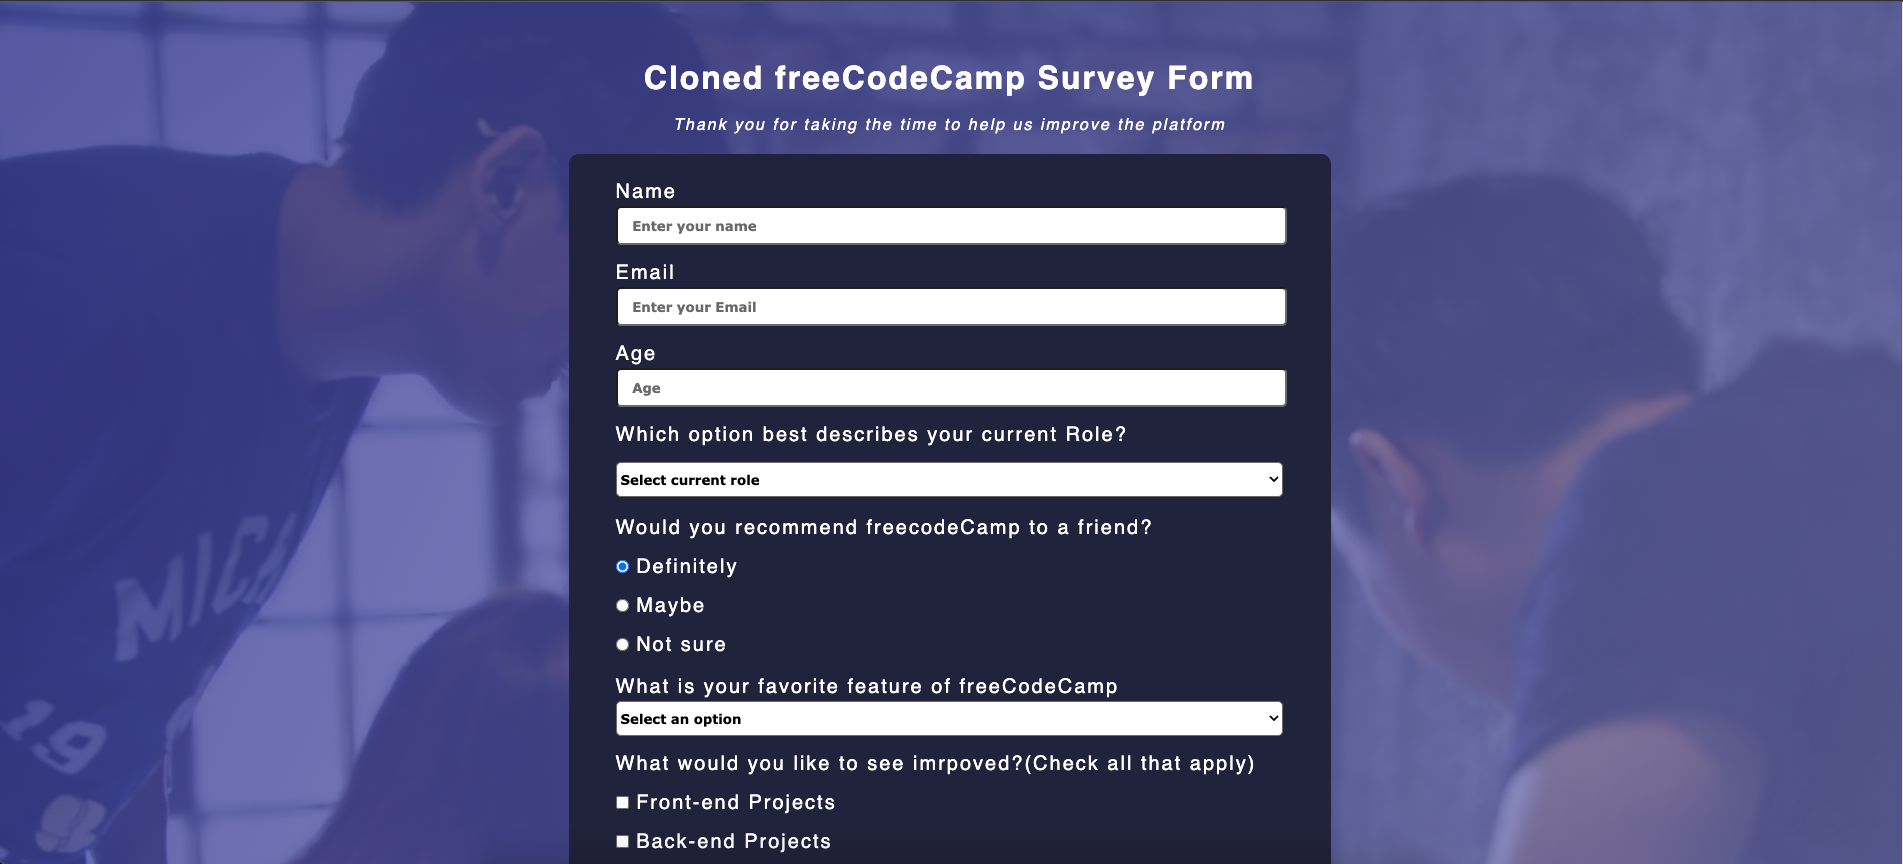 Cloned freeCodeCamp Survey Form
Thank you for taking the time to help us improve the platform
Name
Enter your name
Email
Enter your Email
Age
Age
Which option best describes your current Role?
Select current role
Would you recommend freecodeCamp to a friend?
Definitely
Maybe
Not sure
What is your favorite feature of freeCodeCamp
Select an option
What would you like to see imrpoved?(Check all that apply)
Front-end Projects
Back-end Projects
MICA
19